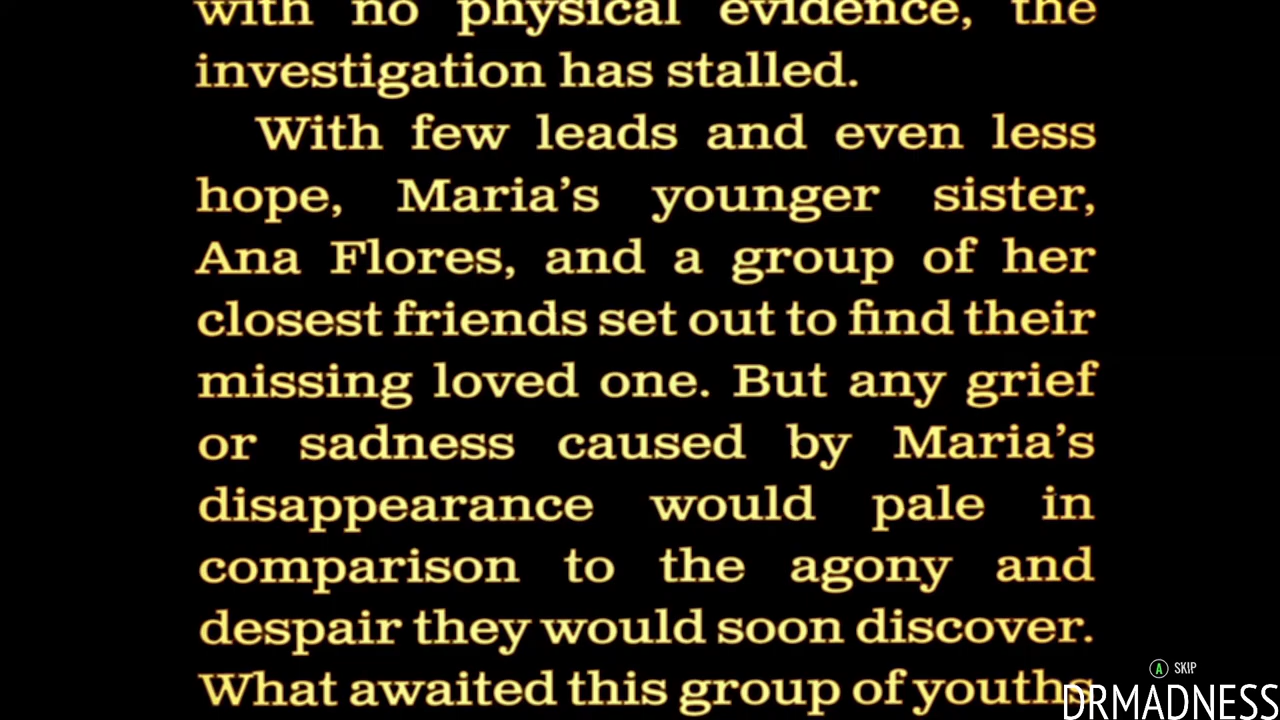 with no physical evidence, the
investigation has stalled.
With few leads and even less
hope, Maria's younger sister,
Ana Flores, and a group of her
closest friends set out to find their
missing loved one. But any grief
or sadness caused by Maria's
disappearance would pale in
comparison to the agony and
despair they would soon discover.
What awaited this group of youths
A SKIP
DRMADNESS